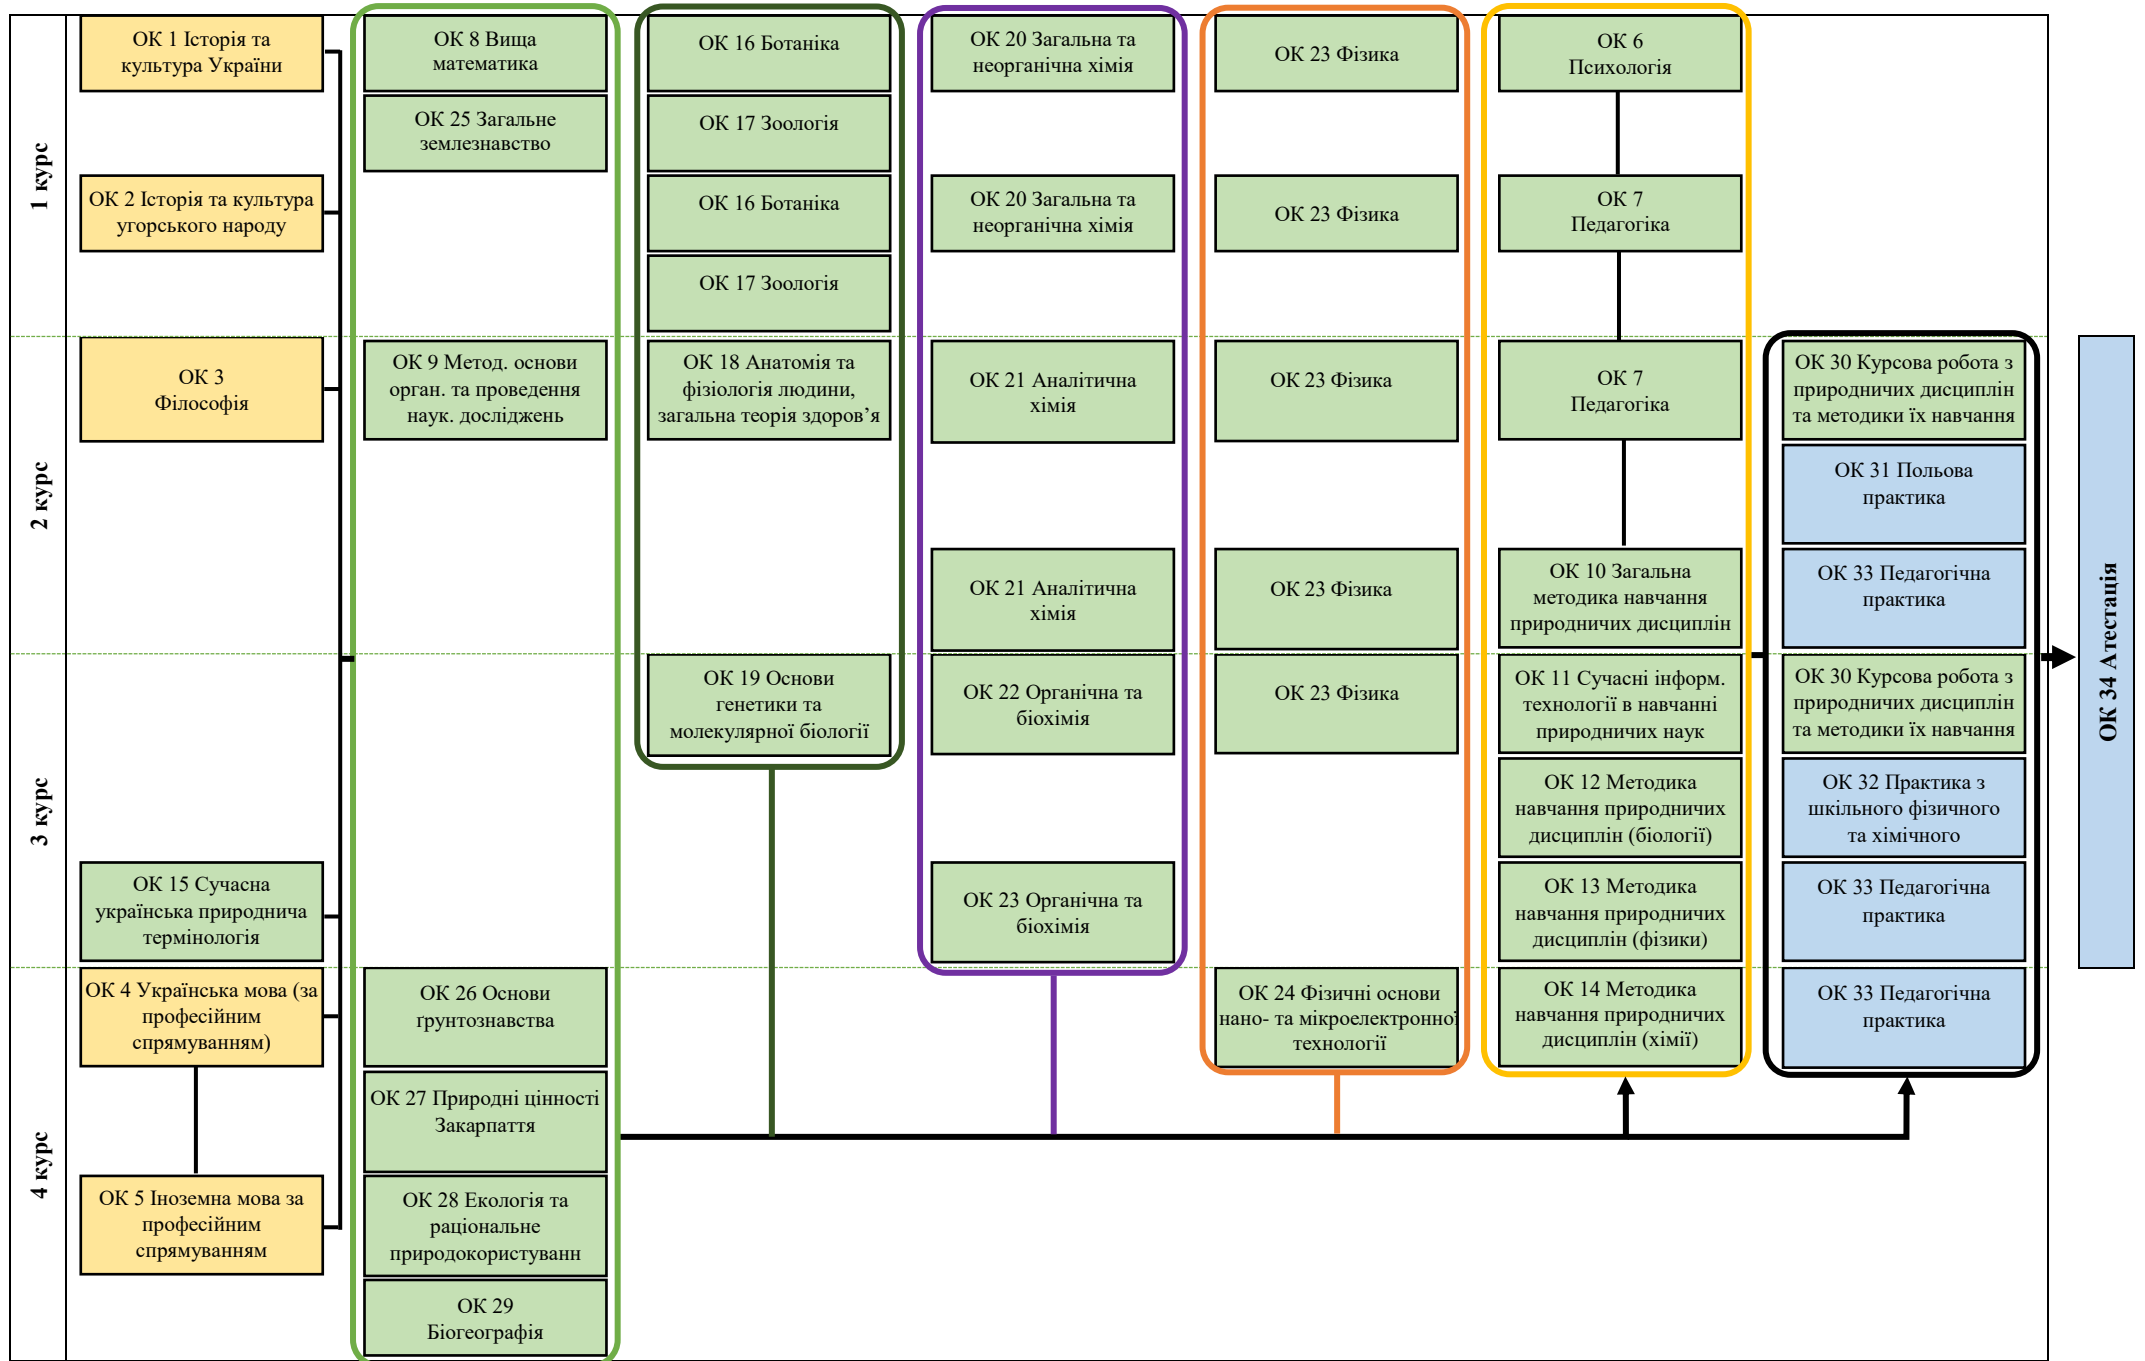 1 курс
ОК 1 Історія та
культура України
ОК 8 Вища
математика
ОК 16 Ботаніка
ОК 20 Загальна та
неорганічна хімія
ОК 23 Фізика
ОК 6
Психологія
ОК 25 Загальне
землезнавство
ОК 17 Зоологія
ОК 2 Історія та культура
угорського народу
ОК 16 Ботаніка
ОК 20 Загальна та
неорганічна хімія
ОК 23 Фізика
ОК 7
Педагогіка
ОК 17 Зоологія
2 курс
ОК 3
Філософія
ОК 9 Метод. основи
орган. та проведення
наук. досліджень
ОК 18 Анатомія та
фізіологія людини,
загальна теорія здоров’я
ОК 21 Аналітична
хімія
ОК 23 Фізика
ОК 7
Педагогіка
ОК 30 Курсова робота з
природничих дисциплін
та методики їх навчання
ОК 31 Польова
практика
ОК 21 Аналітична
хімія
ОК 23 Фізика
ОК 10 Загальна
методика навчання
природничих дисциплін
ОК 33 Педагогічна
практика
3 курс
ОК 19 Основи
генетики та
молекулярної біології
ОК 22 Органічна та
біохімія
ОК 23 Фізика
ОК 11 Сучасні інформ.
технології в навчанні
природничих наук
ОК 30 Курсова робота з
природничих дисциплін
та методики їх навчання
ОК 12 Методика
навчання природничих
дисциплін (біології)
ОК 32 Практика з
шкільного фізичного
та хімічного
ОК 15 Сучасна
українська природнича
термінологія
ОК 23 Органічна та
біохімія
ОК 13 Методика
навчання природничих
дисциплін (фізики)
ОК 33 Педагогічна
практика
4 курс
ОК 4 Українська мова (за
професійним
спрямуванням)
ОК 26 Основи
ґрунтознавства
ОК 24 Фізичні основи
нано- та мікроелектронної
технології
ОК 14 Методика
навчання природничих
дисциплін (хімії)
ОК 33 Педагогічна
практика
ОК 27 Природні цінності
Закарпаття
ОК 5 Іноземна мова за
професійним
спрямуванням
ОК 28 Екологія та
раціональне
природокористуванн
ОК 29
Біогеографія
ОК 34 Атестація